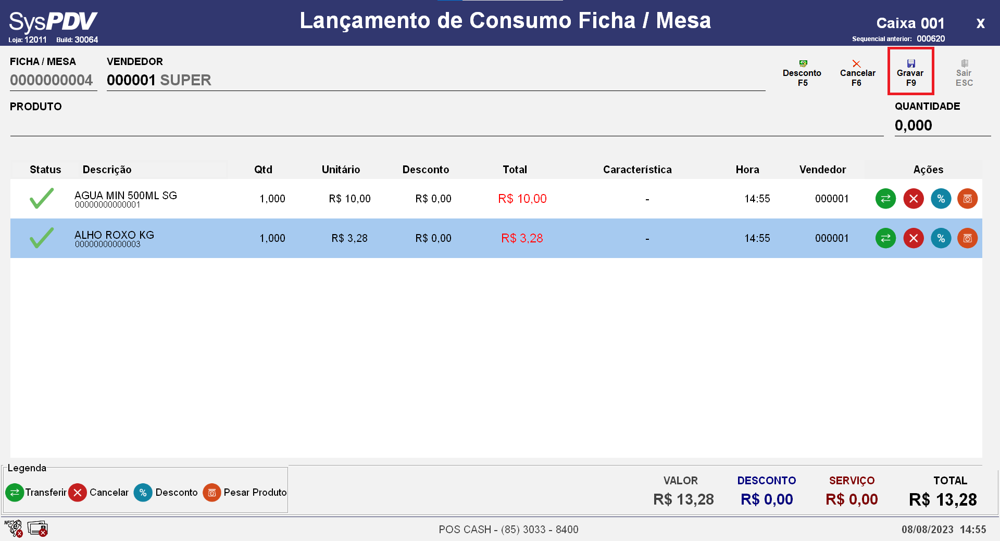 SysPDV
Loja: 12011 Build: 30064
Lançamento de Consumo Ficha / Mesa
Caixa 001
Sequencial anterior: 000620
X
FICHA / MESA
0000000004
VENDEDOR
000001 SUPER
Desconto
F5
Cancelar
F6
Gravar
F9
Sair
ESC
PRODUTO
QUANTIDADE
0,000
Status Descrição Qtd Unitário Desconto Total Característica Hora Vendedor Ações
AGUA MIN 500ML SG 1,000 R$ 10,00 R$ 0,00 R$ 10,00 - 14:55 000001 %
00000000000001
ALHO ROXO KG 1,000 R$ 3,28 R$ 0,00 R$ 3,28 - 14:55 000001 %
00000000000003
Legenda
Transferir Cancelar % Desconto Pesar Produto
VALOR DESCONTO SERVIÇO TOTAL
R$ 13,28 R$ 0,00 R$ 0,00 R$ 13,28
NFC e
POS CASH - (85) 3033 - 8400
08/08/2023 14:55